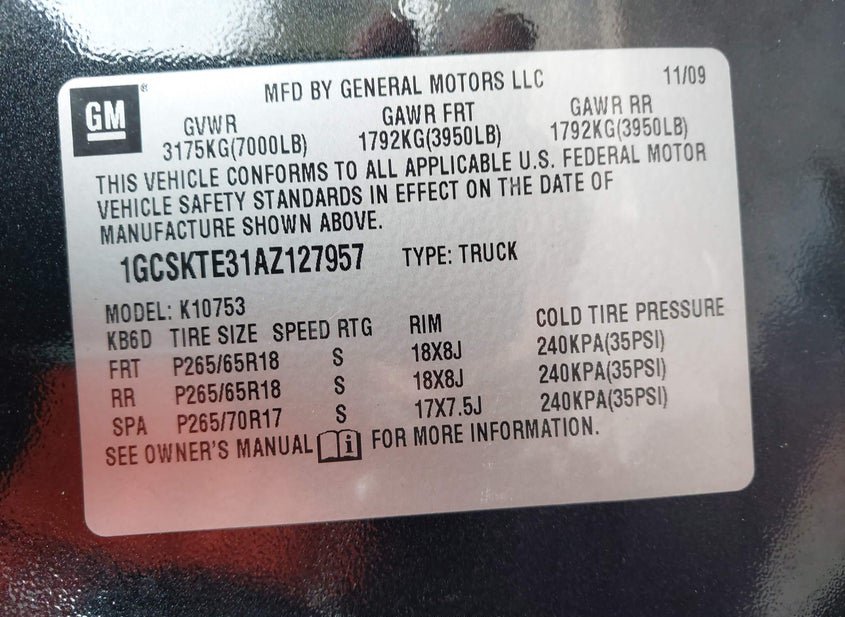 GM
MFD BY GENERAL MOTORS LLC 11/09
GVWR GAWR FRT GAWR RR
3175KG(7000LB) 1792KG(3950LB) 1792KG(3950LB)
THIS VEHICLE CONFORMS TO ALL APPLICABLE U.S. FEDERAL MOTOR
VEHICLE SAFETY STANDARDS IN EFFECT ON THE DATE OF
MANUFACTURE SHOWN ABOVE.
1GCSKTE31AZ127957 TYPE: TRUCK
MODEL: K10753
KB6D TIRE SIZE SPEED RTG RIM COLD TIRE PRESSURE
FRT P265/65R18 S 18X8J 240KPA(35PSI)
RR P265/65R18 S 18X8J 240KPA(35PSI)
SPA P265/70R17 S 17X7.5J 240KPA(35PSI)
SEE OWNER'S MANUAL FOR MORE INFORMATION.